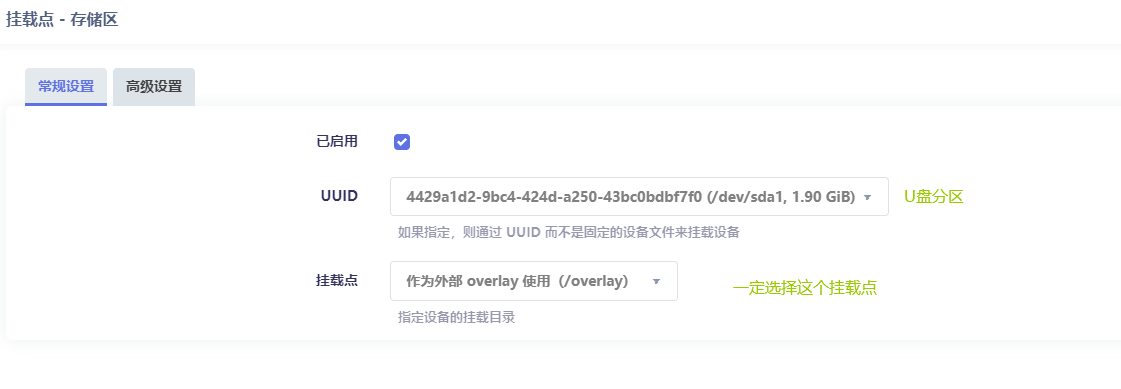 挂载点 - 存储区
常规设置 高级设置
已启用
UUID 4429a1d2-9bc4-424d-a250-43bc0bdbf7f0 (/dev/sda1, 1.90 GiB) U盘分区
如果指定，则通过 UUID 而不是固定的设备文件来挂载设备
挂载点 作为外部 overlay 使用（/overlay） 一定选择这个挂载点
指定设备的挂载目录